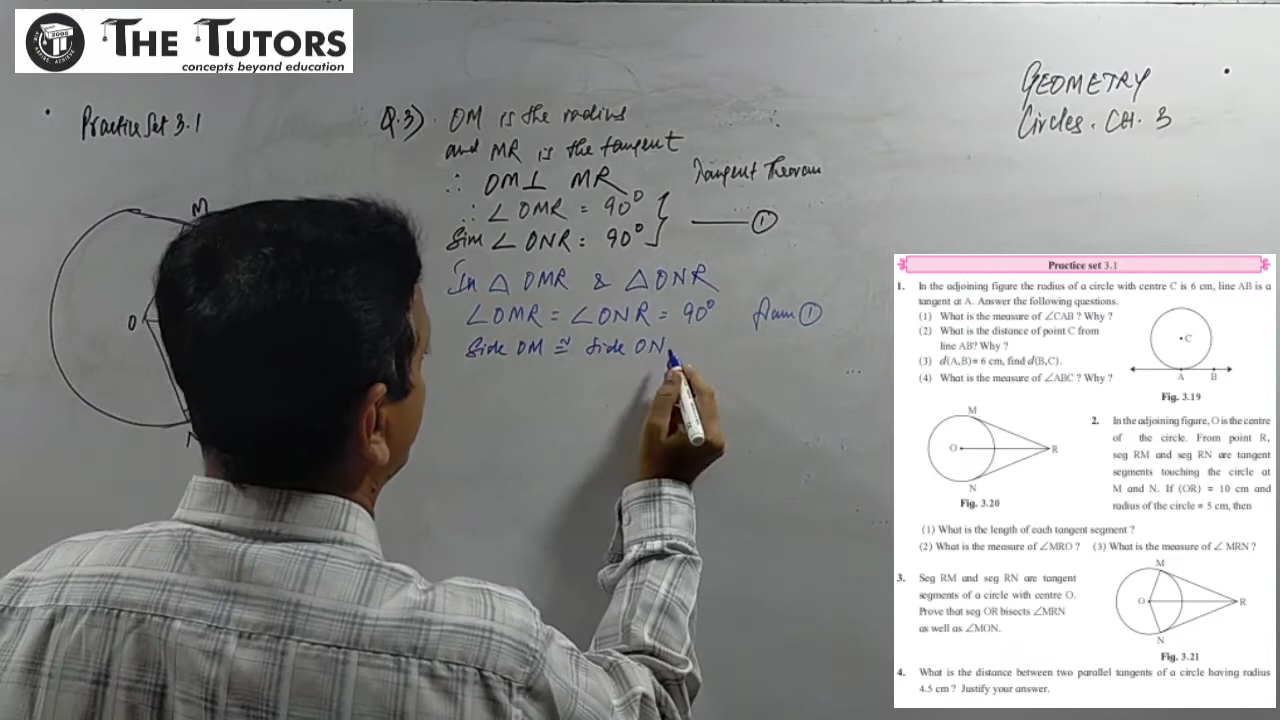 THE TUTORS
concepts beyond education
2008
Practice Set 3.1
GEOMETRY
Circles. CH. 3
Q.3) OM is the radius
and MR is the tangent
∴ OM ⊥ MR Tangent Theoram
∴ ∠ OMR = 90°
Sim ∠ ONR = 90° ①
In △ OMR & △ ONR
∠OMR = ∠ONR = 90° from ①
Side OM ≅ Side ON
M
O
N
Practice set 3.1
1. In the adjoining figure the radius of a circle with centre C is 6 cm, line AB is a
tangent at A. Answer the following questions.
(1) What is the measure of ∠CAB ? Why ?
(2) What is the distance of point C from
line AB? Why ?
(3) d(A,B)= 6 cm, find d(B,C).
(4) What is the measure of ∠ABC ? Why ?
C
A B
Fig. 3.19
M
O R
N
Fig. 3.20
2. In the adjoining figure, O is the centre
of the circle. From point R,
seg RM and seg RN are tangent
segments touching the circle at
M and N. If (OR) = 10 cm and
radius of the circle = 5 cm, then
(1) What is the length of each tangent segment ?
(2) What is the measure of ∠MRO ? (3) What is the measure of ∠ MRN ?
3. Seg RM and seg RN are tangent
segments of a circle with centre O.
Prove that seg OR bisects ∠MRN
as well as ∠MON.
M
O R
N
Fig. 3.21
4. What is the distance between two parallel tangents of a circle having radius
4.5 cm ? Justify your answer.